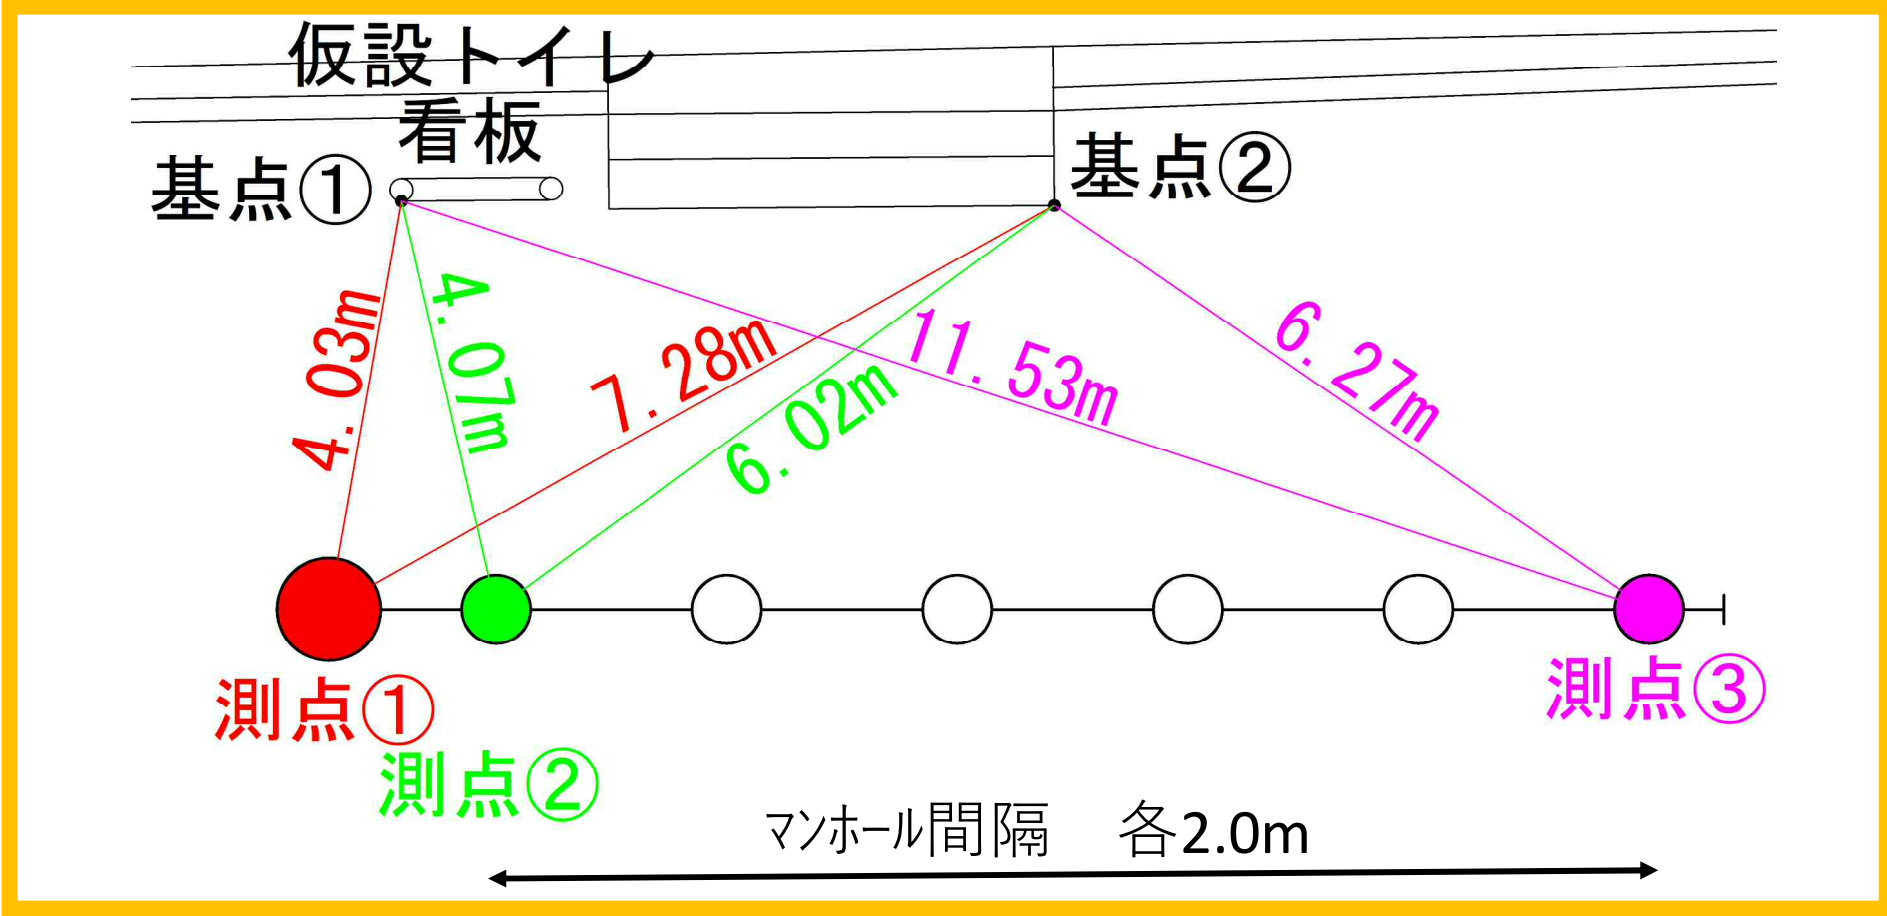 仮設トイレ
看板
基点①
基点②
4.03m
4.07m
7.28m
6.02m
11.53m
6.27m
測点①
測点②
測点③
マンホール間隔　各2.0m